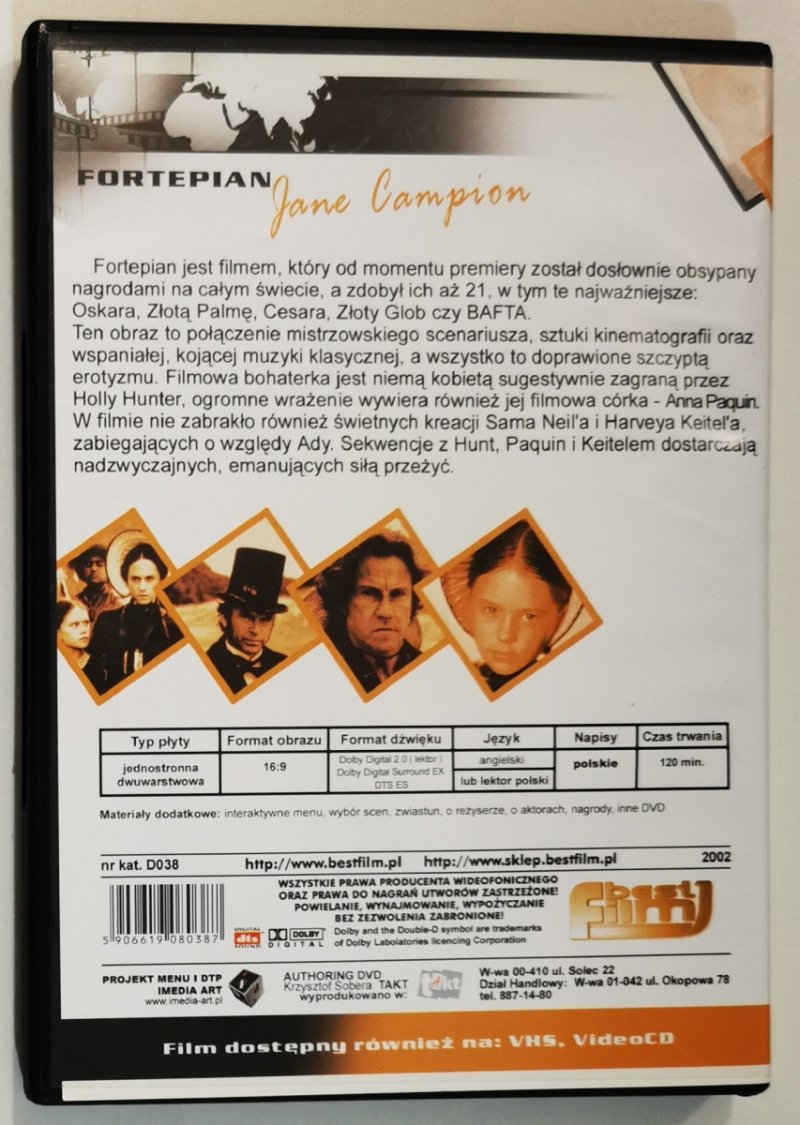 FORTEPIAN
Jane Campion
Fortepian jest filmem, który od momentu premiery został dosłownie obsypany
nagrodami na całym świecie, a zdobył ich aż 21, w tym te najważniejsze:
Oskara, Złotą Palmę, Cesara, Złoty Glob czy BAFTA.
Ten obraz to połączenie mistrzowskiego scenariusza, sztuki kinematografii oraz
wspaniałej, kojącej muzyki klasycznej, a wszystko to doprawione szczyptą
erotyzmu. Filmowa bohaterka jest niemą kobietą sugestywnie zagraną przez
Holly Hunter, ogromne wrażenie wywiera również jej filmowa córka - Anna Paquin.
W filmie nie zabrakło również świetnych kreacji Sama Neil'a i Harveya Keitel'a,
zabiegających o względy Ady. Sekwencje z Hunt, Paquin i Keitelem dostarczają
nadzwyczajnych, emanujących siłą przeżyć.
Typ płyty Format obrazu Format dźwięku Język Napisy Czas trwania
jednostronna
dwuwarstwowa
16:9
Dolby Digital 2.0 ( lektor )
Dolby Digital Surround EX
DTS ES
angielski
lub lektor polski
polskie
120 min.
Materiały dodatkowe: interaktywne menu, wybór scen, zwiastun, o reżyserze, o aktorach, nagrody, inne DVD
nr kat. D038 http://www.bestfilm.pl http://www.sklep.bestfilm.pl 2002
WSZYSTKIE PRAWA PRODUCENTA WIDEOFONICZNEGO
ORAZ PRAWA DO NAGRAŃ UTWORÓW ZASTRZEŻONE!
POWIELANIE, WYNAJMOWANIE, WYPOŻYCZANIE
BEZ ZEZWOLENIA ZABRONIONE!
5 906619 080387
DIGITAL
dts
SOUND
DOLBY
DIGITAL
Dolby and the Double-D symbol are trademarks
of Dolby Labolatories licencing Corporation
best
film
PROJEKT MENU I DTP
IMEDIA ART
www.imedia-art.pl
AUTHORING DVD
Krzysztof Sobera TAKT
wyprodukowano w:
takt
W-wa 00-410 ul. Solec 22
Dział Handlowy: W-wa 01-042 ul. Okopowa 78
tel. 887-14-80
Film dostępny również na: VHS, VideoCD